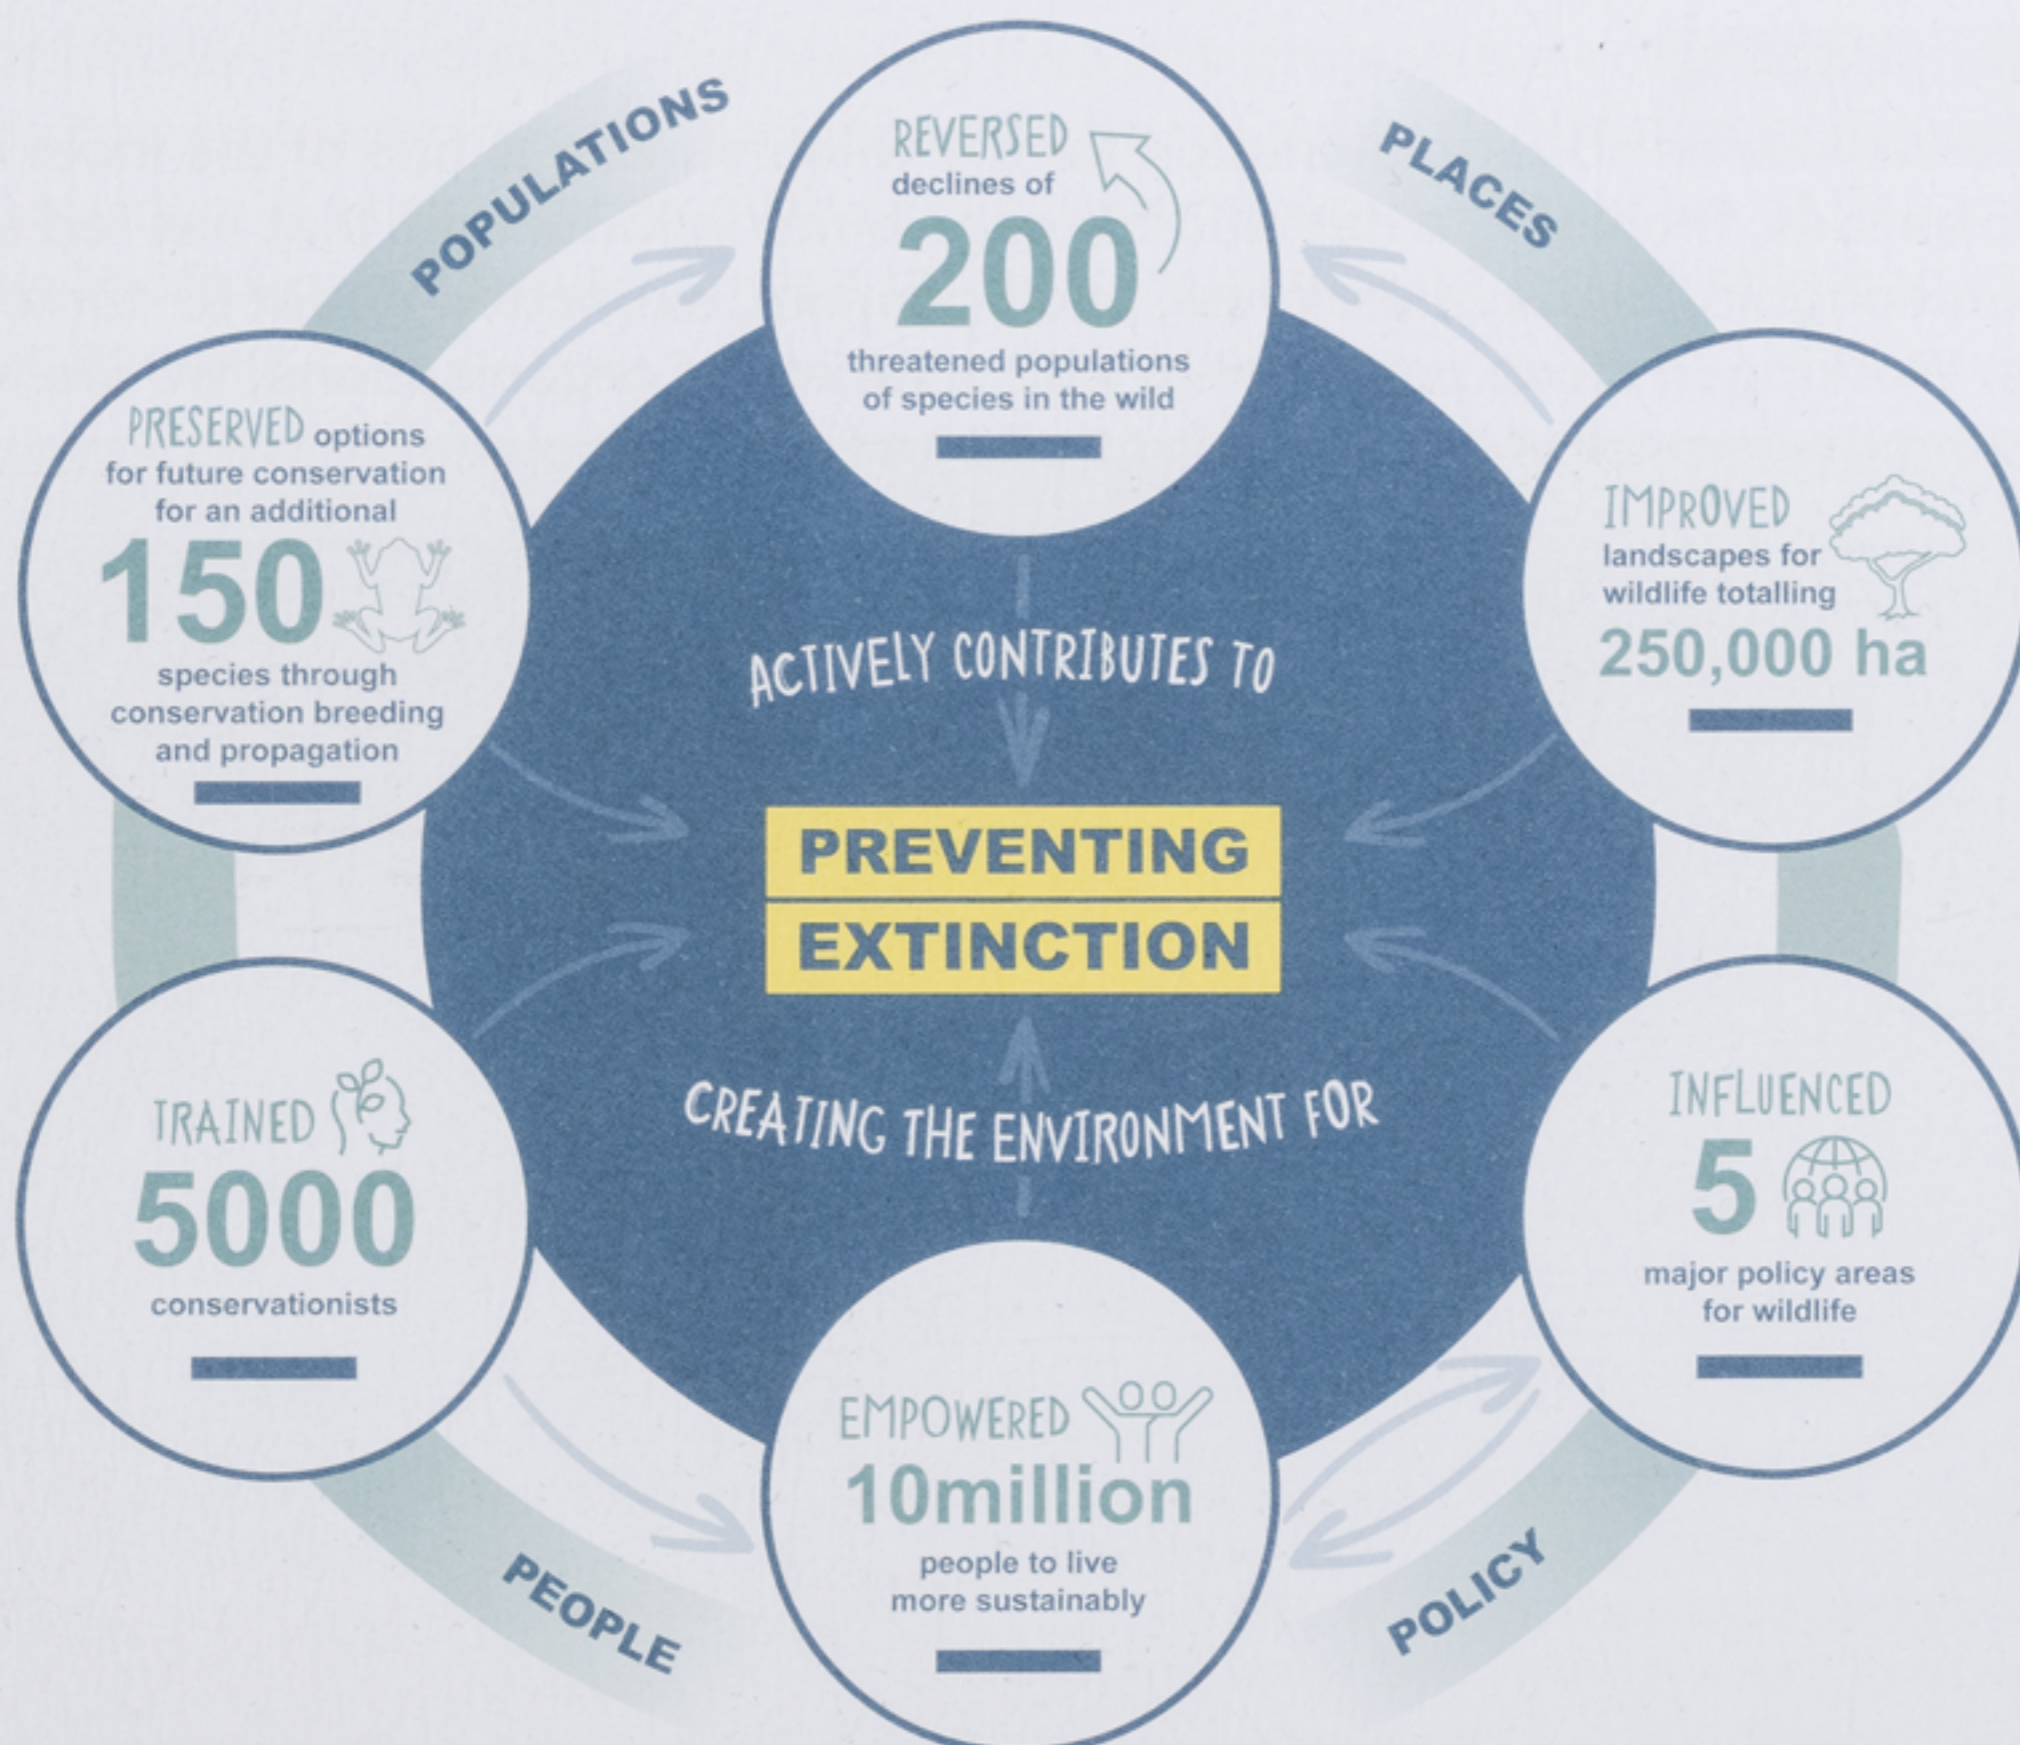 POPULATIONS
PLACES
REVERSED
declines of
200
threatened populations
of species in the wild
PRESERVED options
for future conservation
for an additional
150
species through
conservation breeding
and propagation
IMPROVED
landscapes for
wildlife totalling
250,000 ha
ACTIVELY CONTRIBUTES TO
PREVENTING
EXTINCTION
CREATING THE ENVIRONMENT FOR
TRAINED
5000
conservationists
INFLUENCED
5
major policy areas
for wildlife
EMPOWERED
10million
people to live
more sustainably
PEOPLE
POLICY